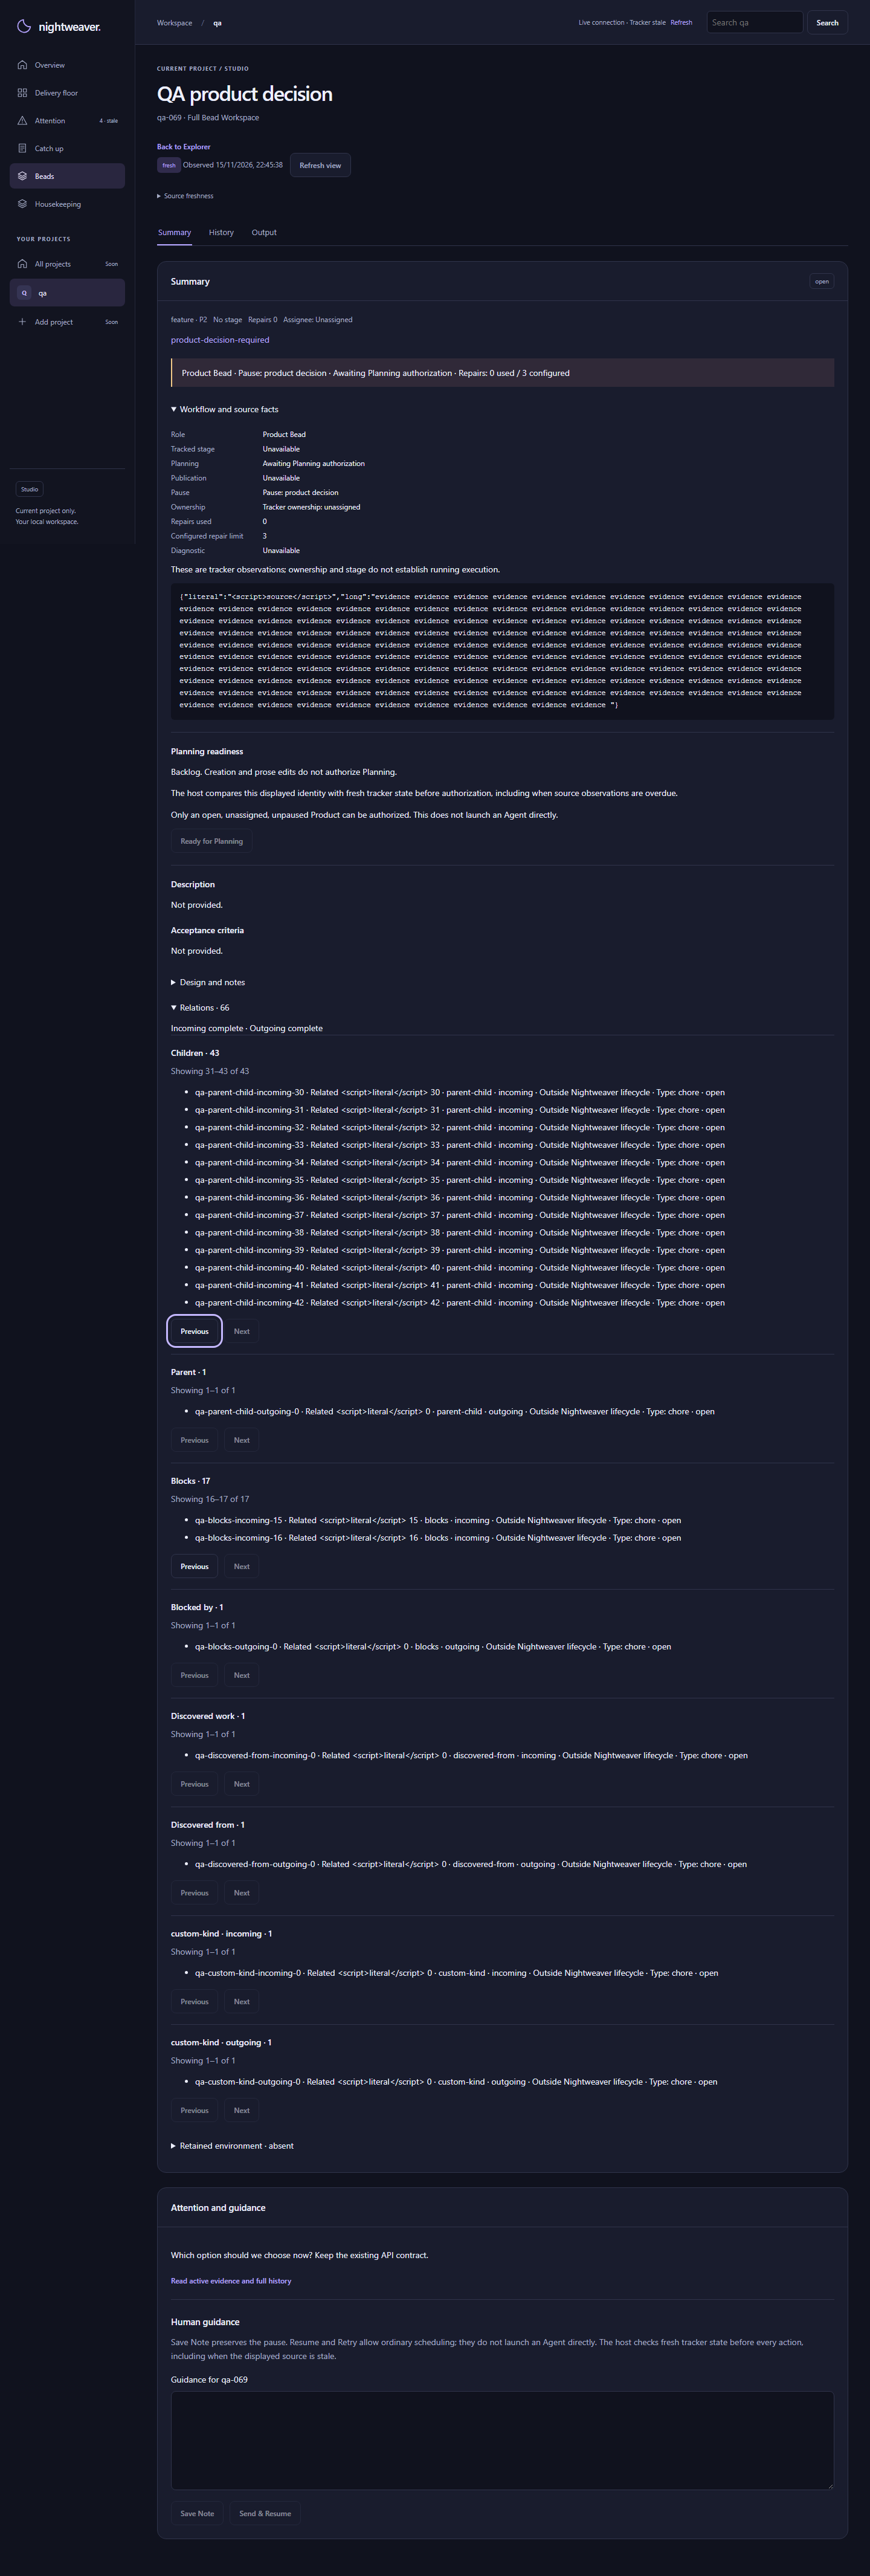 nightweaver.
Overview
Delivery floor
Attention 4 · stale
Catch up
Beads
Housekeeping
YOUR PROJECTS
All projects Soon
Q qa
Add project Soon
Studio
Current project only.
Your local workspace.
Workspace / qa
Live connection · Tracker stale Refresh
Search qa
Search
CURRENT PROJECT / STUDIO
QA product decision
qa-069 · Full Bead Workspace
Back to Explorer
fresh Observed 15/11/2026, 22:45:38 Refresh view
Source freshness
Summary History Output
Summary open
feature · P2 No stage Repairs 0 Assignee: Unassigned
product-decision-required
Product Bead · Pause: product decision · Awaiting Planning authorization · Repairs: 0 used / 3 configured
Workflow and source facts
Role Product Bead
Tracked stage Unavailable
Planning Awaiting Planning authorization
Publication Unavailable
Pause Pause: product decision
Ownership Tracker ownership: unassigned
Repairs used 0
Configured repair limit 3
Diagnostic Unavailable
These are tracker observations; ownership and stage do not establish running execution.
{"literal":"<script>source</script>","long":"evidence evidence evidence evidence evidence evidence evidence evidence evidence evidence evidence
evidence evidence evidence evidence evidence evidence evidence evidence evidence evidence evidence evidence evidence evidence evidence evidence
evidence evidence evidence evidence evidence evidence evidence evidence evidence evidence evidence evidence evidence evidence evidence evidence
evidence evidence evidence evidence evidence evidence evidence evidence evidence evidence evidence evidence evidence evidence evidence evidence
evidence evidence evidence evidence evidence evidence evidence evidence evidence evidence evidence evidence evidence evidence evidence evidence
evidence evidence evidence evidence evidence evidence evidence evidence evidence evidence evidence evidence evidence evidence evidence evidence
evidence evidence evidence evidence evidence evidence evidence evidence evidence evidence evidence evidence evidence evidence evidence evidence
evidence evidence evidence evidence evidence evidence evidence evidence evidence evidence evidence evidence evidence evidence evidence evidence
evidence evidence evidence evidence evidence evidence evidence evidence evidence evidence evidence evidence evidence evidence evidence evidence
evidence evidence evidence evidence evidence evidence evidence evidence evidence evidence evidence "}
Planning readiness
Backlog. Creation and prose edits do not authorize Planning.
The host compares this displayed identity with fresh tracker state before authorization, including when source observations are overdue.
Only an open, unassigned, unpaused Product can be authorized. This does not launch an Agent directly.
Ready for Planning
Description
Not provided.
Acceptance criteria
Not provided.
Design and notes
Relations · 66
Incoming complete · Outgoing complete
Children · 43
Showing 31–43 of 43
• qa-parent-child-incoming-30 · Related <script>literal</script> 30 · parent-child · incoming · Outside Nightweaver lifecycle · Type: chore · open
• qa-parent-child-incoming-31 · Related <script>literal</script> 31 · parent-child · incoming · Outside Nightweaver lifecycle · Type: chore · open
• qa-parent-child-incoming-32 · Related <script>literal</script> 32 · parent-child · incoming · Outside Nightweaver lifecycle · Type: chore · open
• qa-parent-child-incoming-33 · Related <script>literal</script> 33 · parent-child · incoming · Outside Nightweaver lifecycle · Type: chore · open
• qa-parent-child-incoming-34 · Related <script>literal</script> 34 · parent-child · incoming · Outside Nightweaver lifecycle · Type: chore · open
• qa-parent-child-incoming-35 · Related <script>literal</script> 35 · parent-child · incoming · Outside Nightweaver lifecycle · Type: chore · open
• qa-parent-child-incoming-36 · Related <script>literal</script> 36 · parent-child · incoming · Outside Nightweaver lifecycle · Type: chore · open
• qa-parent-child-incoming-37 · Related <script>literal</script> 37 · parent-child · incoming · Outside Nightweaver lifecycle · Type: chore · open
• qa-parent-child-incoming-38 · Related <script>literal</script> 38 · parent-child · incoming · Outside Nightweaver lifecycle · Type: chore · open
• qa-parent-child-incoming-39 · Related <script>literal</script> 39 · parent-child · incoming · Outside Nightweaver lifecycle · Type: chore · open
• qa-parent-child-incoming-40 · Related <script>literal</script> 40 · parent-child · incoming · Outside Nightweaver lifecycle · Type: chore · open
• qa-parent-child-incoming-41 · Related <script>literal</script> 41 · parent-child · incoming · Outside Nightweaver lifecycle · Type: chore · open
• qa-parent-child-incoming-42 · Related <script>literal</script> 42 · parent-child · incoming · Outside Nightweaver lifecycle · Type: chore · open
Previous Next
Parent · 1
Showing 1–1 of 1
• qa-parent-child-outgoing-0 · Related <script>literal</script> 0 · parent-child · outgoing · Outside Nightweaver lifecycle · Type: chore · open
Previous Next
Blocks · 17
Showing 16–17 of 17
• qa-blocks-incoming-15 · Related <script>literal</script> 15 · blocks · incoming · Outside Nightweaver lifecycle · Type: chore · open
• qa-blocks-incoming-16 · Related <script>literal</script> 16 · blocks · incoming · Outside Nightweaver lifecycle · Type: chore · open
Previous Next
Blocked by · 1
Showing 1–1 of 1
• qa-blocks-outgoing-0 · Related <script>literal</script> 0 · blocks · outgoing · Outside Nightweaver lifecycle · Type: chore · open
Previous Next
Discovered work · 1
Showing 1–1 of 1
• qa-discovered-from-incoming-0 · Related <script>literal</script> 0 · discovered-from · incoming · Outside Nightweaver lifecycle · Type: chore · open
Previous Next
Discovered from · 1
Showing 1–1 of 1
• qa-discovered-from-outgoing-0 · Related <script>literal</script> 0 · discovered-from · outgoing · Outside Nightweaver lifecycle · Type: chore · open
Previous Next
custom-kind · incoming · 1
Showing 1–1 of 1
• qa-custom-kind-incoming-0 · Related <script>literal</script> 0 · custom-kind · incoming · Outside Nightweaver lifecycle · Type: chore · open
Previous Next
custom-kind · outgoing · 1
Showing 1–1 of 1
• qa-custom-kind-outgoing-0 · Related <script>literal</script> 0 · custom-kind · outgoing · Outside Nightweaver lifecycle · Type: chore · open
Previous Next
Retained environment · absent
Attention and guidance
Which option should we choose now? Keep the existing API contract.
Read active evidence and full history
Human guidance
Save Note preserves the pause. Resume and Retry allow ordinary scheduling; they do not launch an Agent directly. The host checks fresh tracker state before every action,
including when the displayed source is stale.
Guidance for qa-069
Save Note Send & Resume